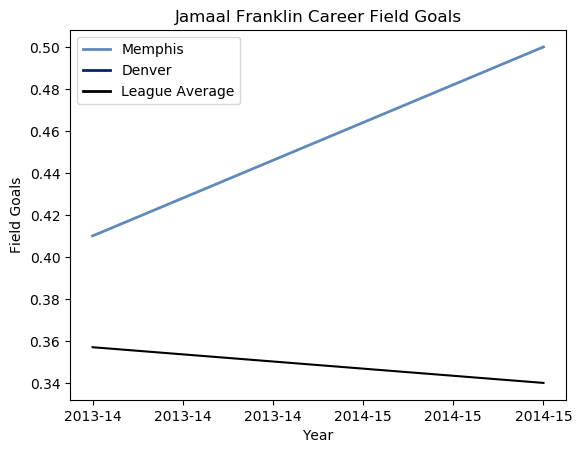 Jamaal Franklin Career Field Goals
Memphis
Denver
League Average
Field Goals
0.50
0.48
0.46
0.44
0.42
0.40
0.38
0.36
0.34
2013-14 2013-14 2013-14 2014-15 2014-15 2014-15
Year